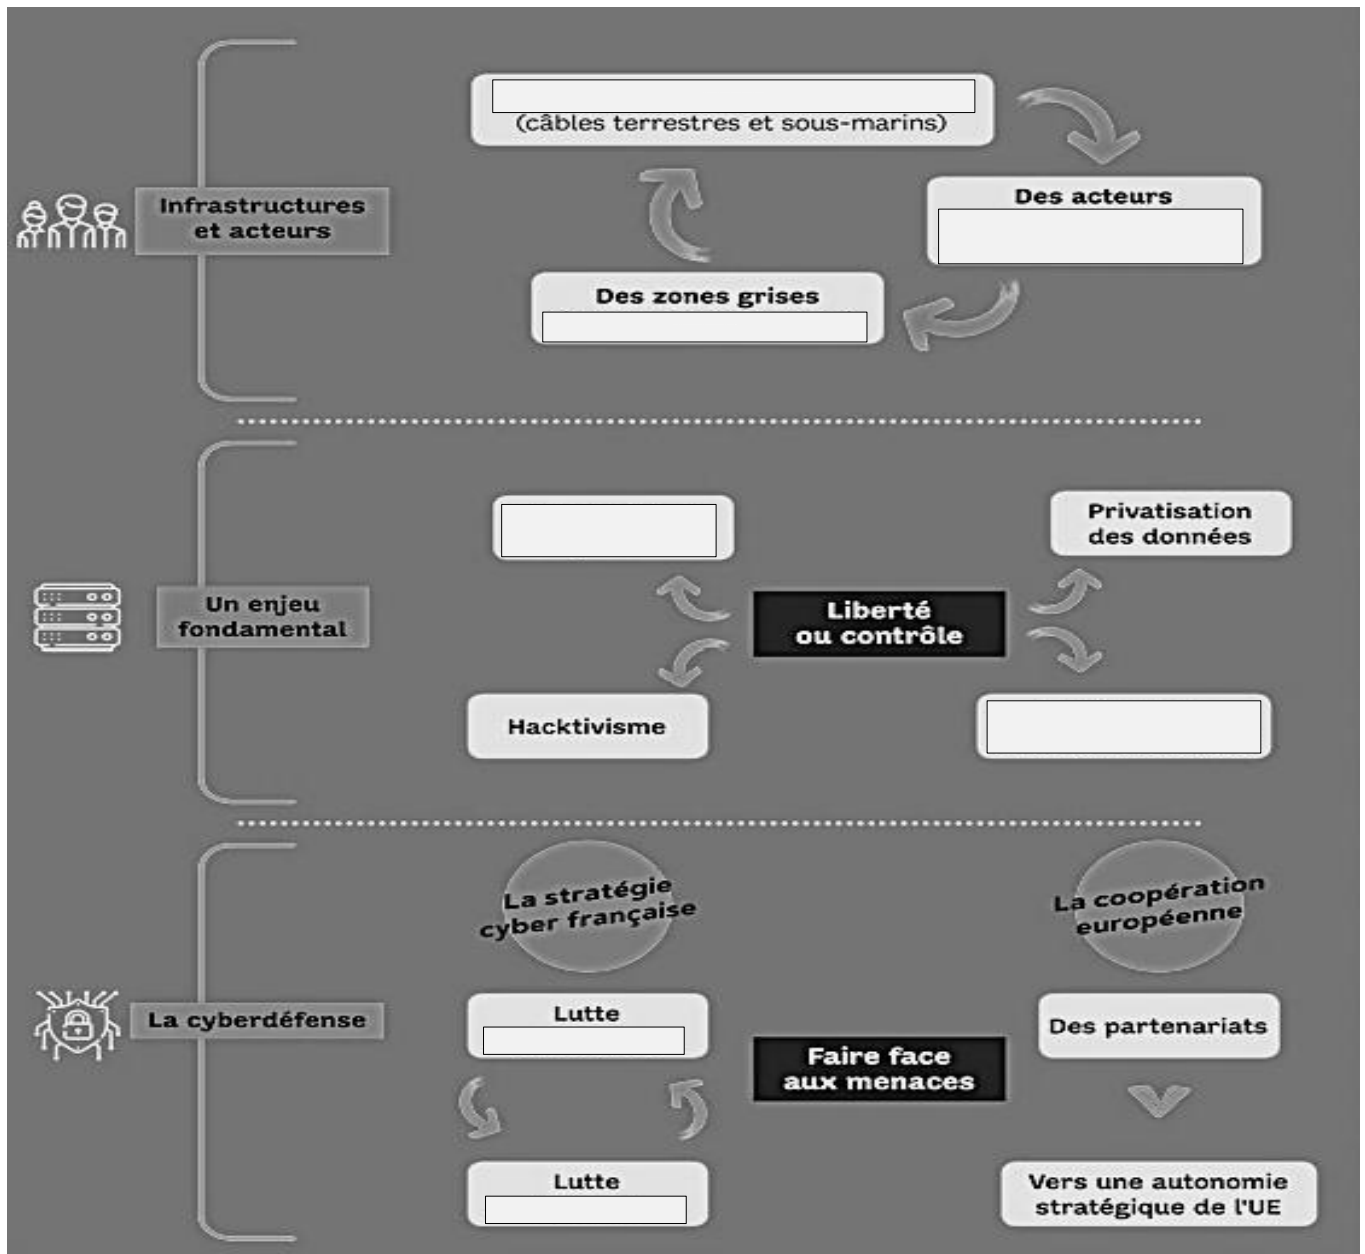 (câbles terrestres et sous-marins)
Des acteurs
Infrastructures
et acteurs
Des zones grises
Privatisation
des données
Un enjeu
fondamental
Liberté
ou contrôle
Hacktivisme
La stratégie
cyber française
La coopération
européenne
La cyberdéfense
Lutte
Des partenariats
Faire face
aux menaces
Lutte
Vers une autonomie
stratégique de l'UE